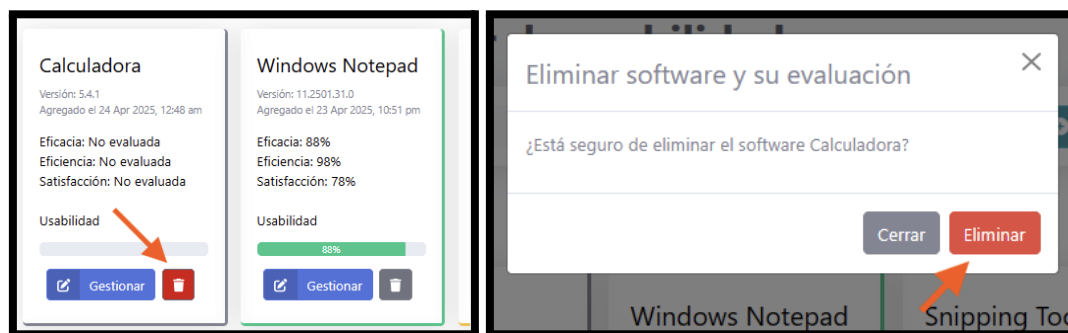 Calculadora
Versión: 5.4.1
Agregado el 24 Apr 2025, 12:48 am
Eficacia: No evaluada
Eficiencia: No evaluada
Satisfacción: No evaluada
Usabilidad
Gestionar
Windows Notepad
Versión: 11.2501.31.0
Agregado el 23 Apr 2025, 10:51 pm
Eficacia: 88%
Eficiencia: 98%
Satisfacción: 78%
Usabilidad
88%
Gestionar
Eliminar software y su evaluación
¿Está seguro de eliminar el software Calculadora?
Cerrar
Eliminar
Windows Notepad
Snipping